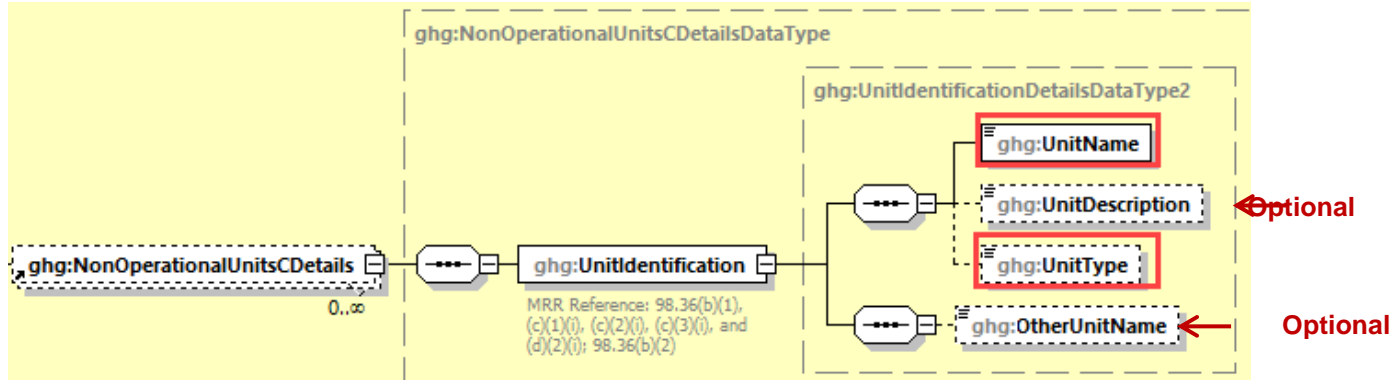 ghg:NonOperationalUnitsCDetailsDataType
ghg:UnitIdentificationDetailsDataType2
ghg:UnitName
ghg:UnitDescription
Optional
ghg:NonOperationalUnitsCDetails
0..∞
ghg:UnitIdentification
MRR Reference: 98.36(b)(1),
(c)(1)(i), (c)(2)(i), (c)(3)(i), and
(d)(2)(i); 98.36(b)(2)
ghg:UnitType
ghg:OtherUnitName
Optional